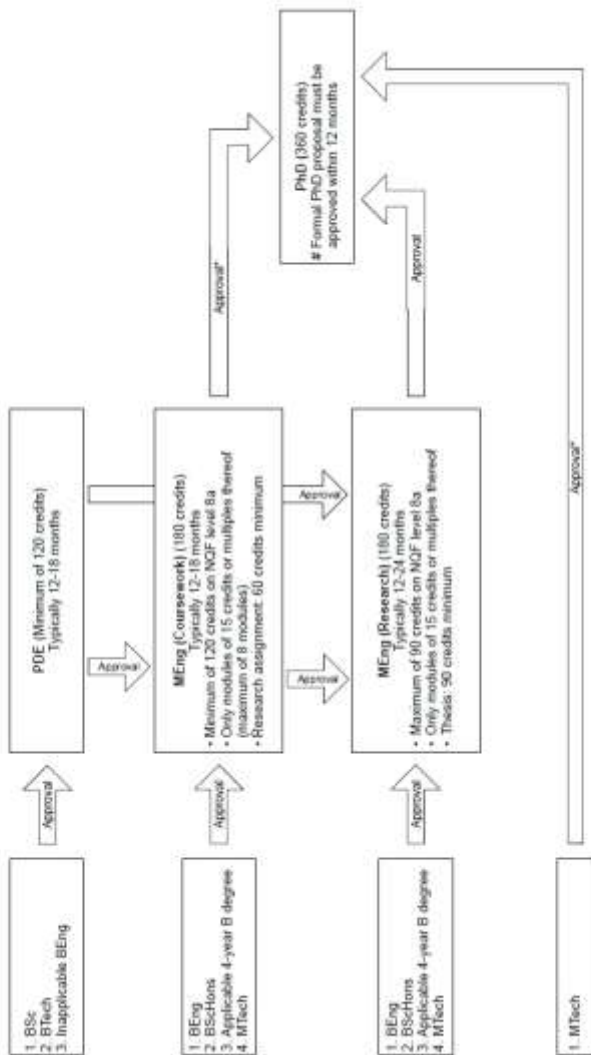 1. BSc
2. BTech
3. Inapplicable BEng
Approval
PDE (Minimum of 120 credits)
Typically 12-18 months
Approval
Approval
1. BEng
2. BScHons
3. Applicable 4-year B degree
4. MTech
Approval
MEng (Coursework) (180 credits)
Typically 12-18 months
• Minimum of 120 credits on NQF level 8a
• Only modules of 15 credits or multiples thereof
(maximum of 8 modules)
• Research assignment: 60 credits minimum
Approval*
Approval
1. BEng
2. BScHons
3. Applicable 4-year B degree
4. MTech
Approval
MEng (Research) (180 credits)
Typically 12-24 months
• Maximum of 90 credits on NQF level 8a
• Only modules of 15 credits or multiples thereof
• Thesis: 90 credits minimum
Approval
PhD (360 credits)
# Formal PhD proposal must be
approved within 12 months
1. MTech
Approval*